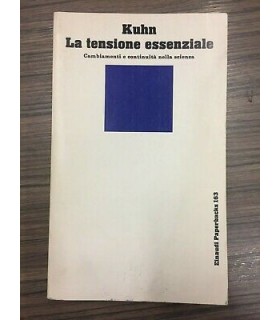 Kuhn
La tensione essenziale
Cambiamenti e continuità nella scienza
Einaudi Paperbacks 163